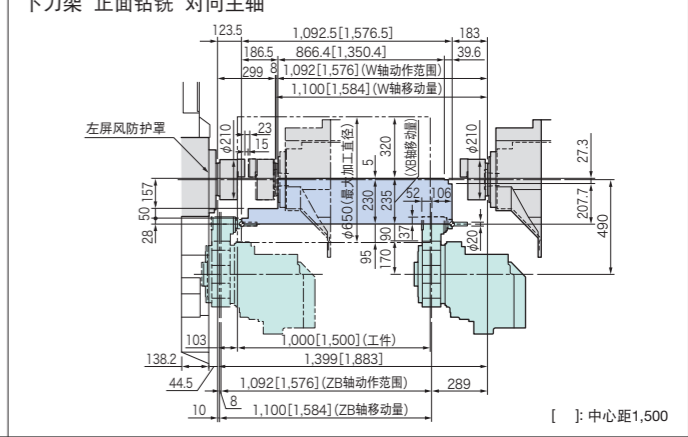 下刀架 正面钻铣 对向主轴
123.5
1,092.5[1,576.5]
183
186.5
866.4[1,350.4]
39.6
299
8
1,092[1,576](W轴动作范围)
1,100[1,584](W轴移动量)
左屏风防护罩
φ210
23
15
φ650(最大加工直径)
5
320
(XB轴移动量)
φ210
27.3
157
50
28
230
235
52
106
207.7
490
37
φ20
90
95
170
103
1,000[1,500](工件)
138.2
1,399[1,883]
44.5
1,092[1,576](ZB轴动作范围)
289
8
10
1,100[1,584](ZB轴移动量)
[ ]: 中心距1,500